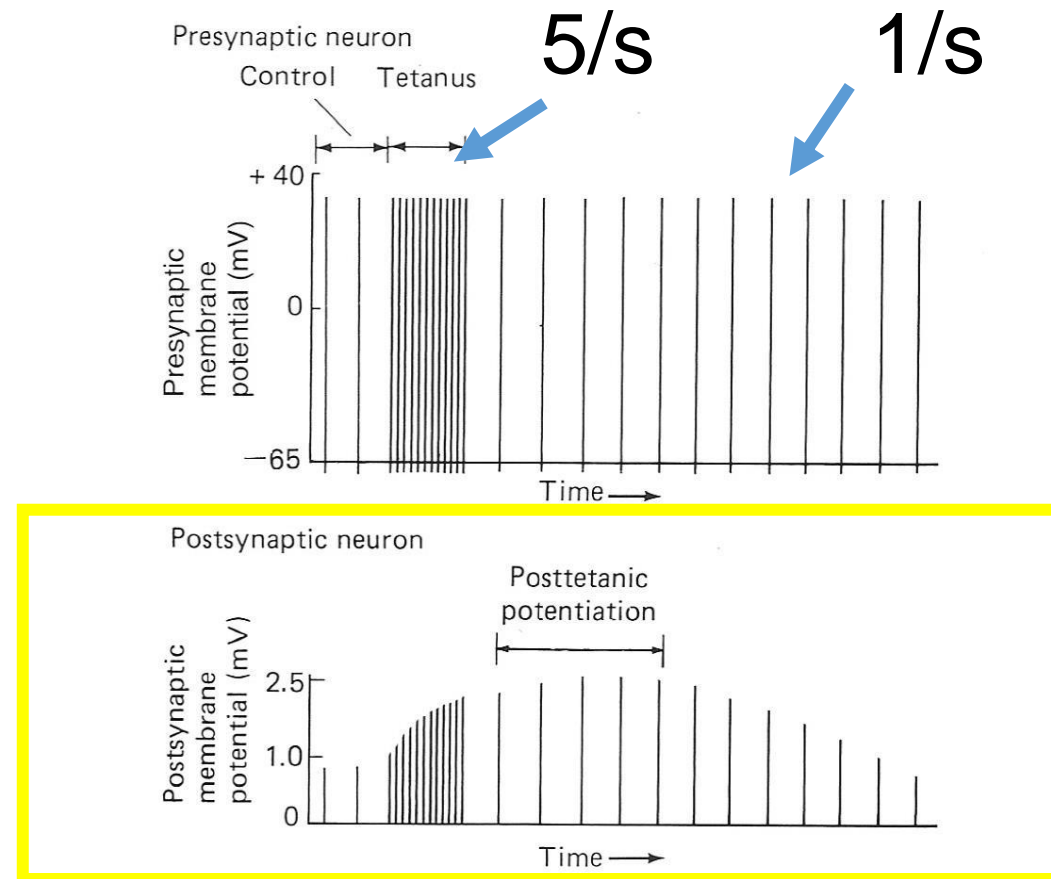 Presynaptic neuron
5/s
1/s
Control
Tetanus
+ 40
0
—65
Presynaptic
membrane
potential (mV)
Time
Postsynaptic neuron
Posttetanic
potentiation
2.5
1.0
0
Postsynaptic
membrane
potential (mV)
Time